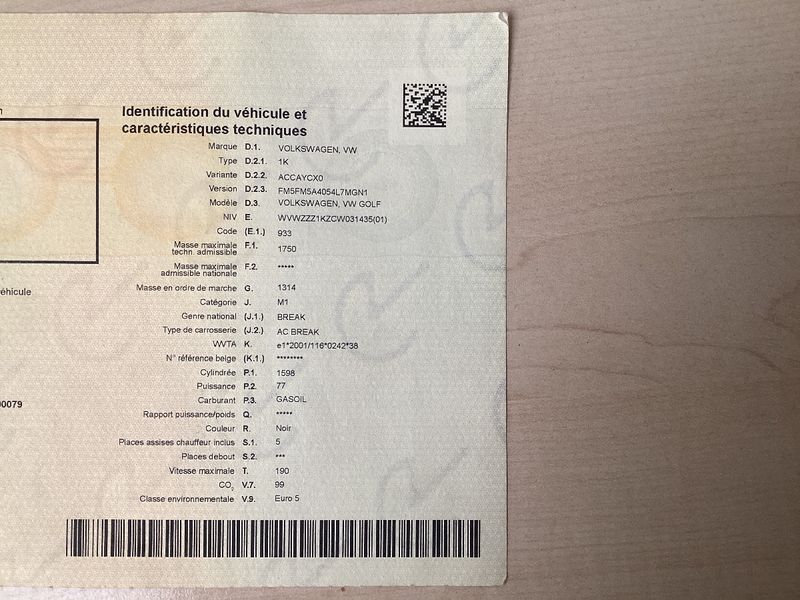 n
Identification du véhicule et
caractéristiques techniques
Marque D.1. VOLKSWAGEN, VW
Type D.2.1. 1K
Variante D.2.2. ACCAYCX0
Version D.2.3. FM5FM5A4054L7MGN1
Modèle D.3. VOLKSWAGEN, VW GOLF
NIV E. WVWZZZ1KZCW031435(01)
Code (E.1.) 933
Masse maximale
techn. admissible F.1. 1750
Masse maximale
admissible nationale F.2. *****
Masse en ordre de marche G. 1314
éhicule
Catégorie J. M1
Genre national (J.1.) BREAK
Type de carrosserie (J.2.) AC BREAK
WVTA K. e1*2001/116*0242*38
N° référence belge (K.1.) ********
Cylindrée P.1. 1598
Puissance P.2. 77
Carburant P.3. GASOIL
0079
Rapport puissance/poids Q. *****
Couleur R. Noir
Places assises chauffeur inclus S.1. 5
Places debout S.2. ***
Vitesse maximale T. 190
CO2 V.7. 99
Classe environnementale V.9. Euro 5